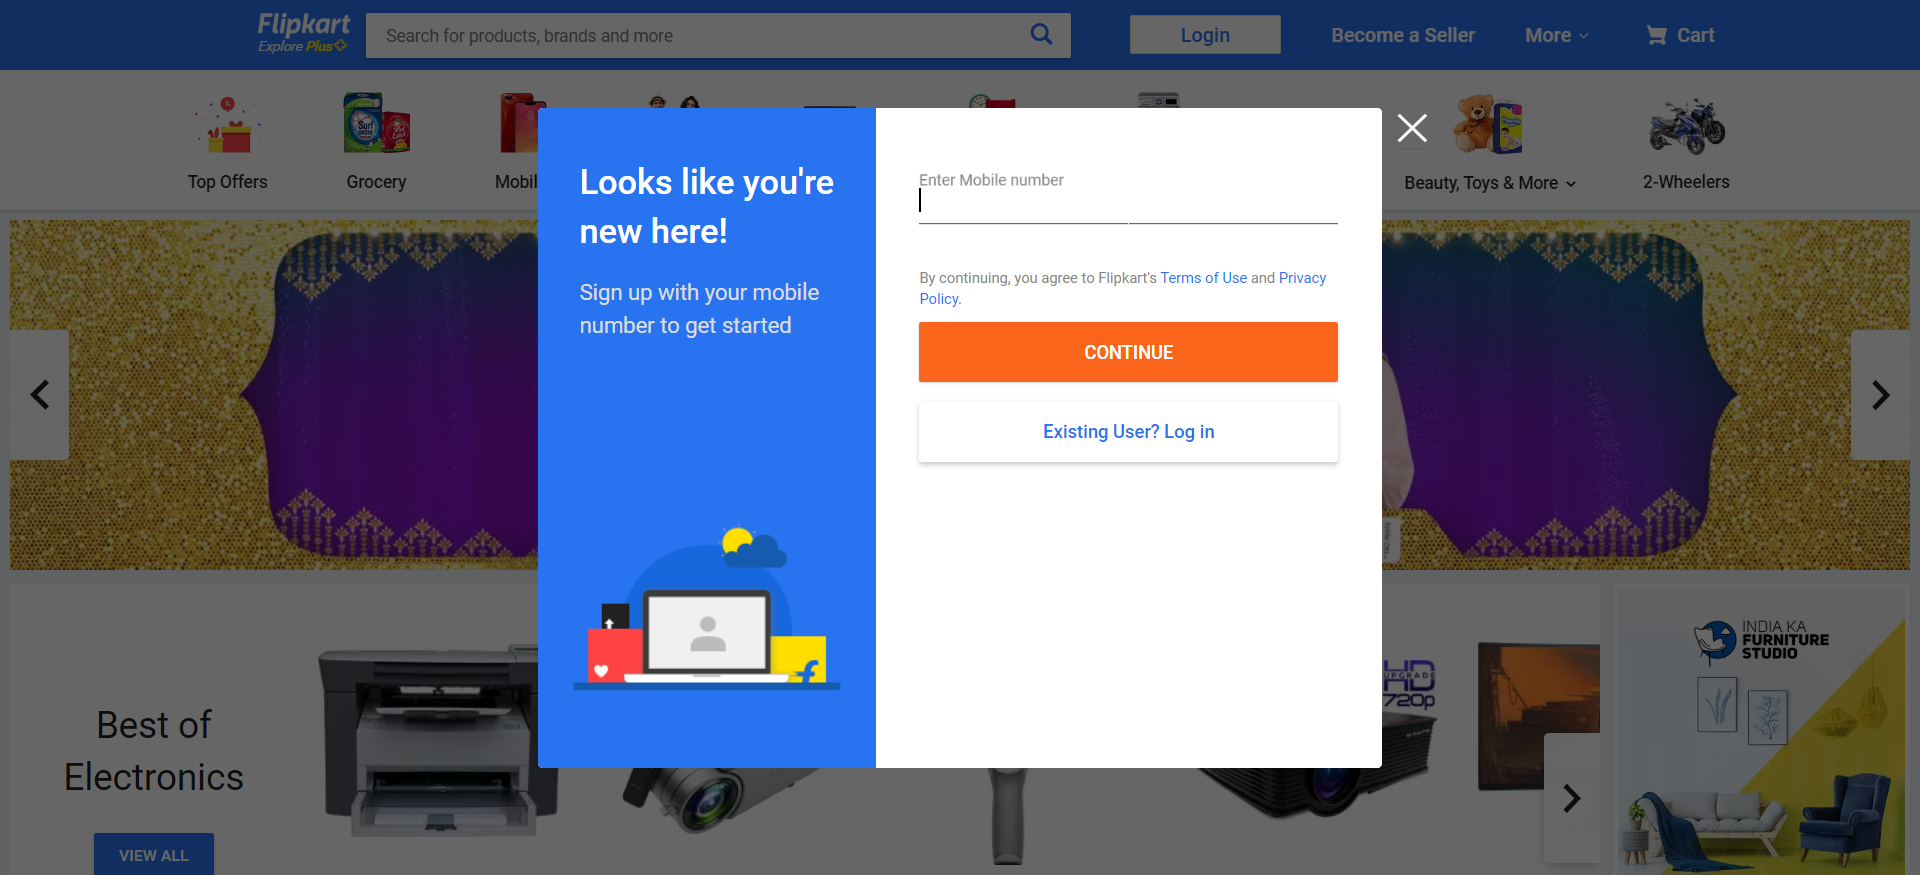 Flipkart
Explore Plus
Search for products, brands and more
Login
Become a Seller
More
Cart
Top Offers
Grocery
Mobil
Beauty, Toys & More
2-Wheelers
Looks like you're
new here!
Sign up with your mobile
number to get started
Enter Mobile number
By continuing, you agree to Flipkart's Terms of Use and Privacy
Policy.
CONTINUE
Existing User? Log in
Best of
Electronics
VIEW ALL
HD
UPGRADE
720p
INDIA KA
FURNITURE
STUDIO
Surf
excel